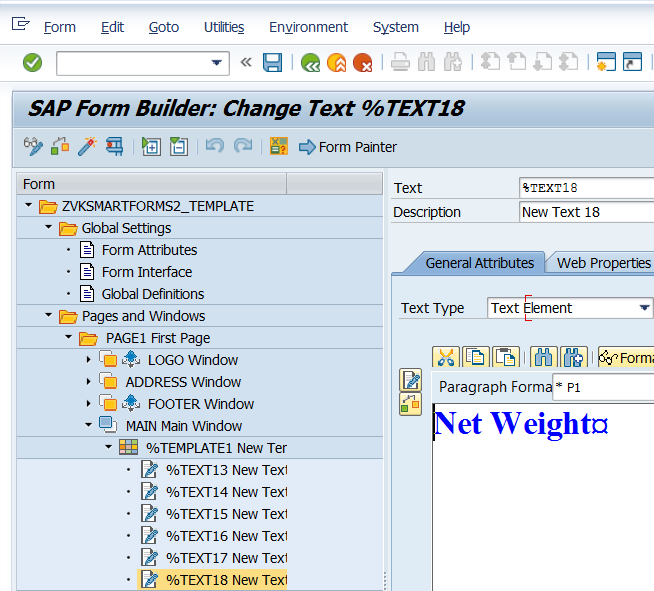 Form Edit Goto Utilities Environment System Help
SAP Form Builder: Change Text %TEXT18
Form Painter
Form
ZVKSMARTFORMS2_TEMPLATE
Global Settings
Form Attributes
Form Interface
Global Definitions
Pages and Windows
PAGE1 First Page
LOGO Window
ADDRESS Window
FOOTER Window
MAIN Main Window
%TEMPLATE1 New Ter
%TEXT13 New Text
%TEXT14 New Text
%TEXT15 New Text
%TEXT16 New Text
%TEXT17 New Text
%TEXT18 New Text
Text %TEXT18
Description New Text 18
General Attributes Web Properties
Text Type Text Element
Forma
Paragraph Forma * P1
Net Weight¤